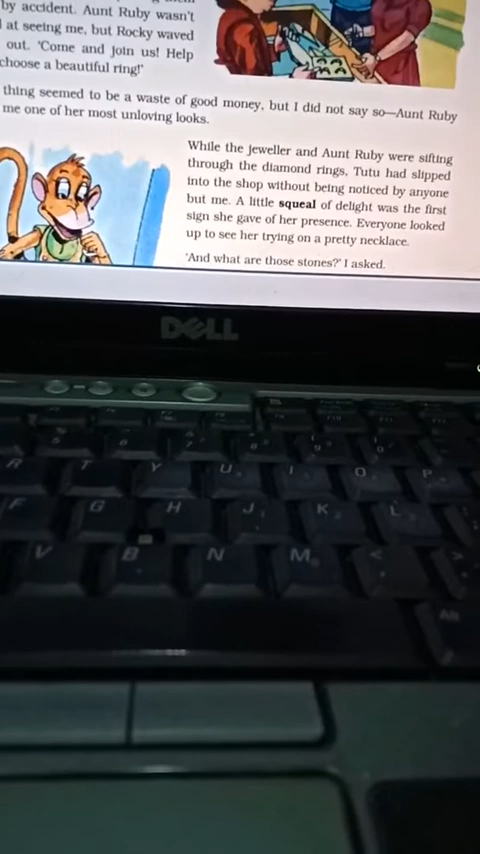 by accident. Aunt Ruby wasn't
at seeing me, but Rocky waved
out. 'Come and join us! Help
choose a beautiful ring!'
thing seemed to be a waste of good money, but I did not say so—Aunt Ruby
me one of her most unloving looks.
While the jeweller and Aunt Ruby were sifting
through the diamond rings, Tutu had slipped
into the shop without being noticed by anyone
but me. A little squeal of delight was the first
sign she gave of her presence. Everyone looked
up to see her trying on a pretty necklace.
'And what are those stones?' I asked.
DELL
R T Y U I O P
F G H J K L
V B N M < >
Alt